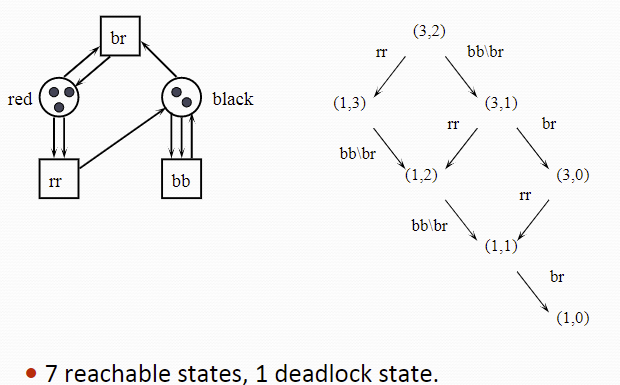 br
red
black
rr
bb
(3,2)
rr
bb\br
(1,3)
(3,1)
rr
br
bb\br
(1,2)
(3,0)
rr
bb\br
(1,1)
br
(1,0)
• 7 reachable states, 1 deadlock state.